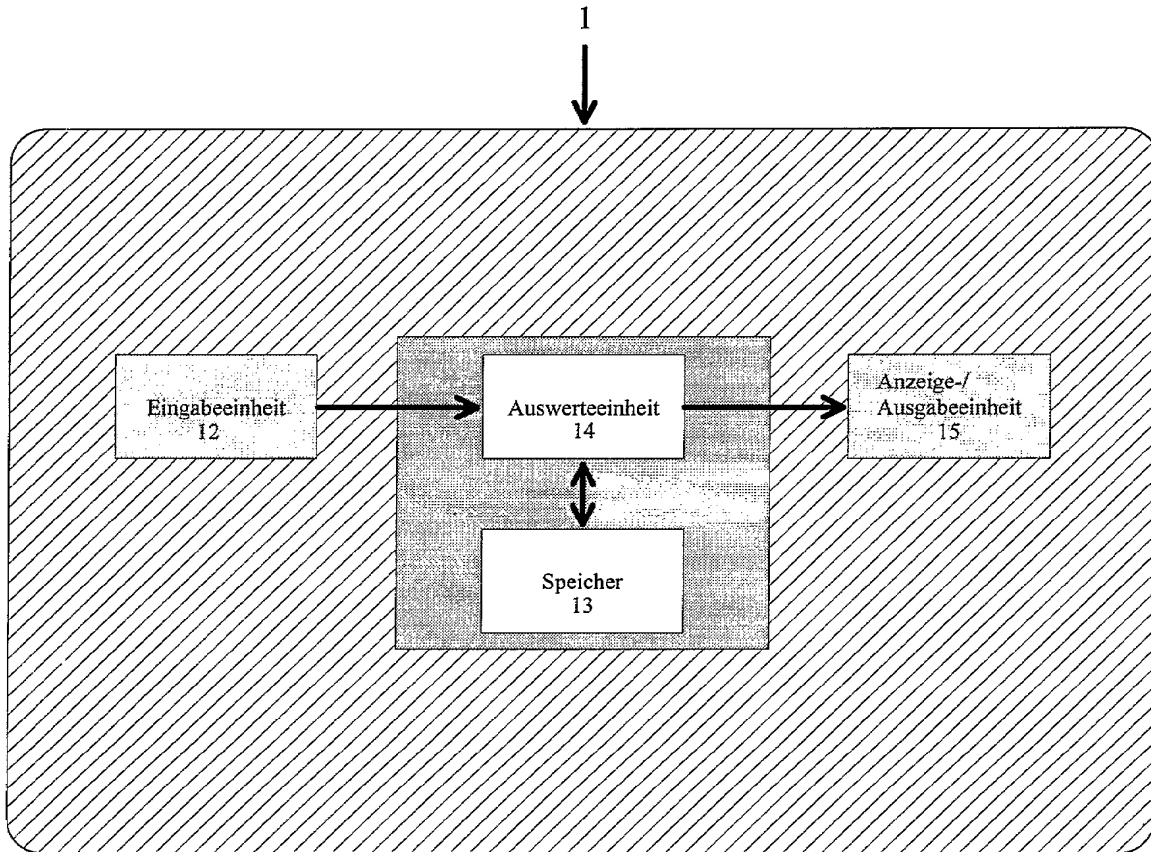 1
Eingabeeinheit
12
Auswerteeinheit
14
Anzeige-/
Ausgabeeinheit
15
Speicher
13